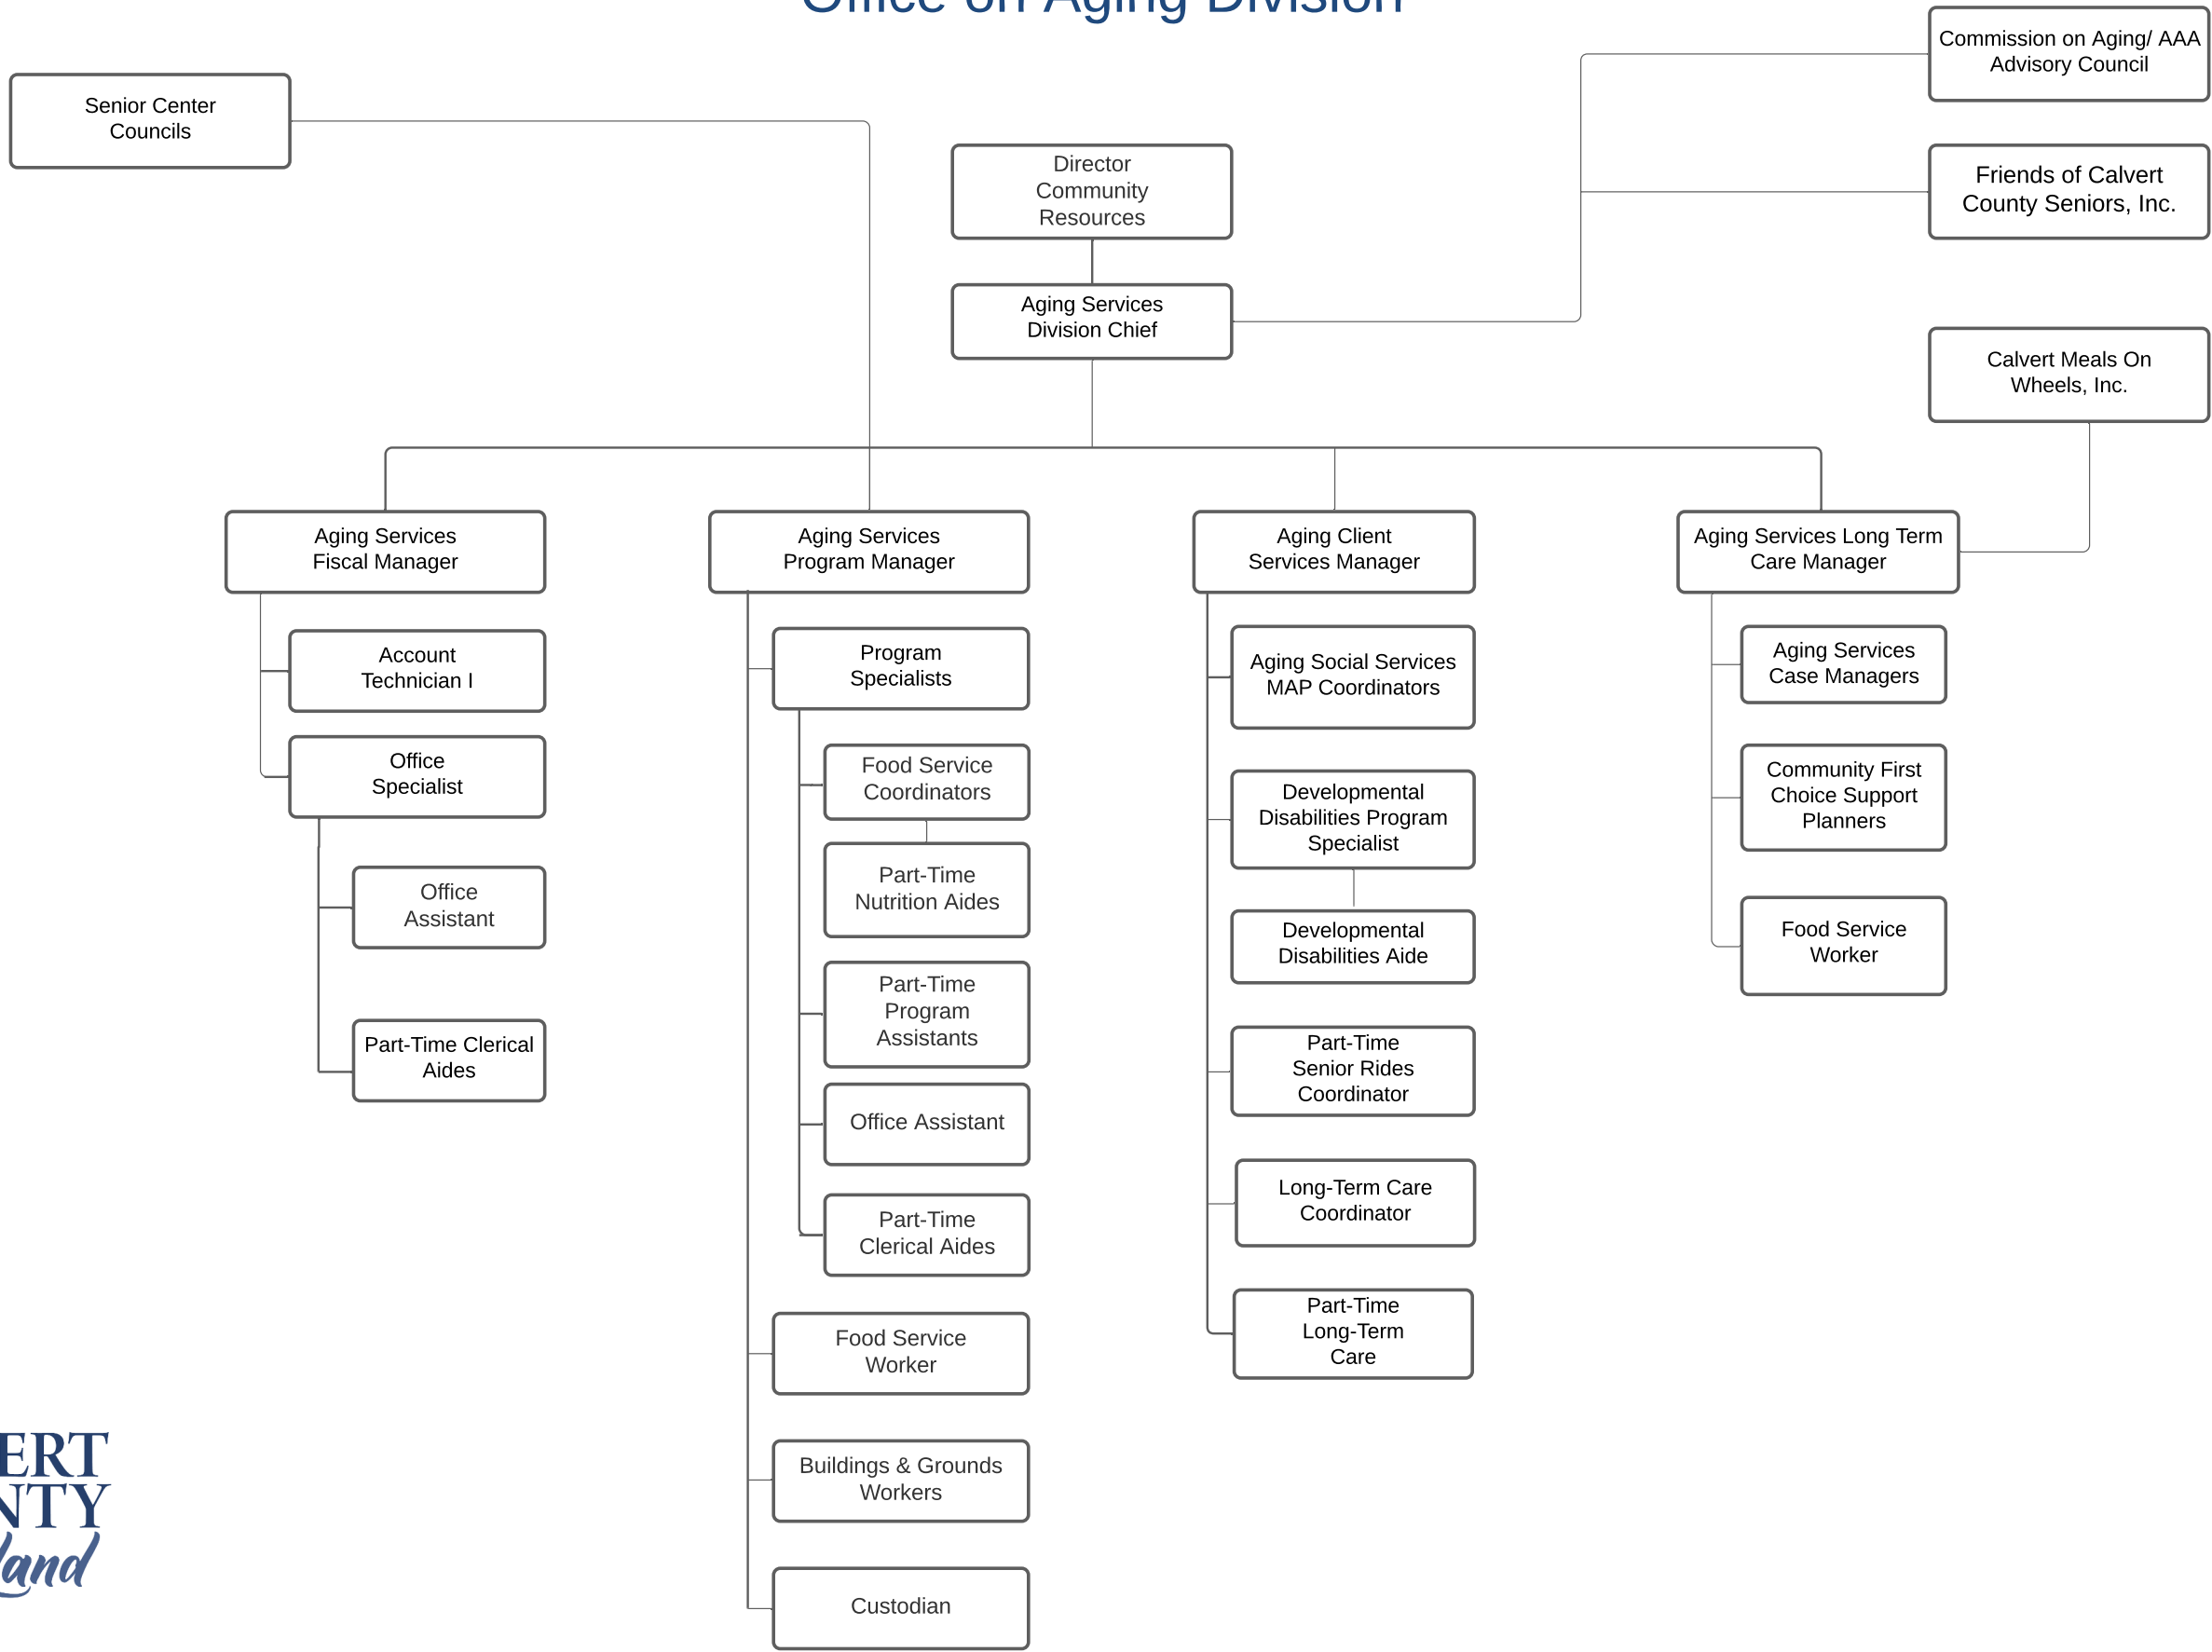 Office on Aging Division
Commission on Aging/ AAA
Advisory Council
Senior Center
Councils
Director
Community
Resources
Friends of Calvert
County Seniors, Inc.
Aging Services
Division Chief
Calvert Meals On
Wheels, Inc.
Aging Services
Fiscal Manager
Account
Technician I
Office
Specialist
Office
Assistant
Part-Time Clerical
Aides
Aging Services
Program Manager
Program
Specialists
Food Service
Coordinators
Part-Time
Nutrition Aides
Part-Time
Program
Assistants
Office Assistant
Part-Time
Clerical Aides
Food Service
Worker
Buildings & Grounds
Workers
Custodian
Aging Client
Services Manager
Aging Social Services
MAP Coordinators
Developmental
Disabilities Program
Specialist
Developmental
Disabilities Aide
Part-Time
Senior Rides
Coordinator
Long-Term Care
Coordinator
Part-Time
Long-Term
Care
Aging Services Long Term
Care Manager
Aging Services
Case Managers
Community First
Choice Support
Planners
Food Service
Worker
ERT
NTY
land